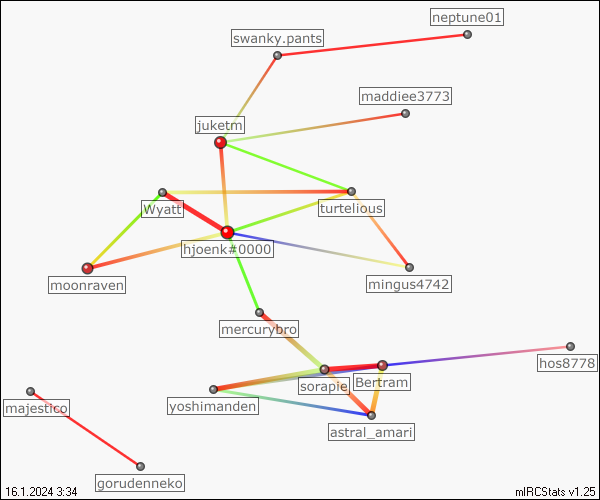 neptune01
swanky.pants
maddiee3773
juketm
Wyatt
turtelious
hjoenk#0000
moonraven
mingus4742
mercurybro
hos8778
sorapie
Bertram
majestico
yoshimanden
astral_amari
gorudenneko
16.1.2024 3:34
mIRCStats v1.25